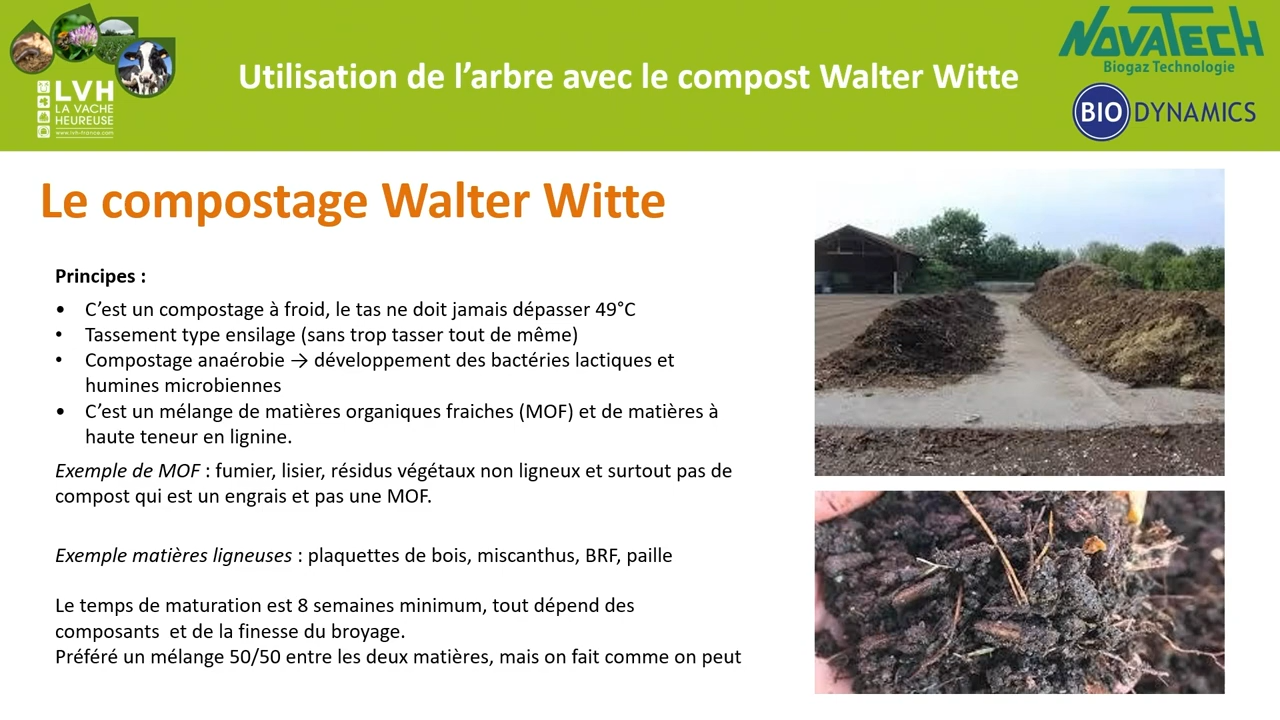 LVH
LA VACHE
HEUREUSE
www.lvh-france.com
Utilisation de l’arbre avec le compost Walter Witte
NOVATECH
Biogaz Technologie
BIO DYNAMICS
Le compostage Walter Witte
Principes :
• C’est un compostage à froid, le tas ne doit jamais dépasser 49°C
• Tassement type ensilage (sans trop tasser tout de même)
• Compostage anaérobie → développement des bactéries lactiques et
humines microbiennes
• C’est un mélange de matières organiques fraiches (MOF) et de matières à
haute teneur en lignine.
Exemple de MOF : fumier, lisier, résidus végétaux non ligneux et surtout pas de
compost qui est un engrais et pas une MOF.
Exemple matières ligneuses : plaquettes de bois, miscanthus, BRF, paille
Le temps de maturation est 8 semaines minimum, tout dépend des
composants  et de la finesse du broyage.
Préféré un mélange 50/50 entre les deux matières, mais on fait comme on peut